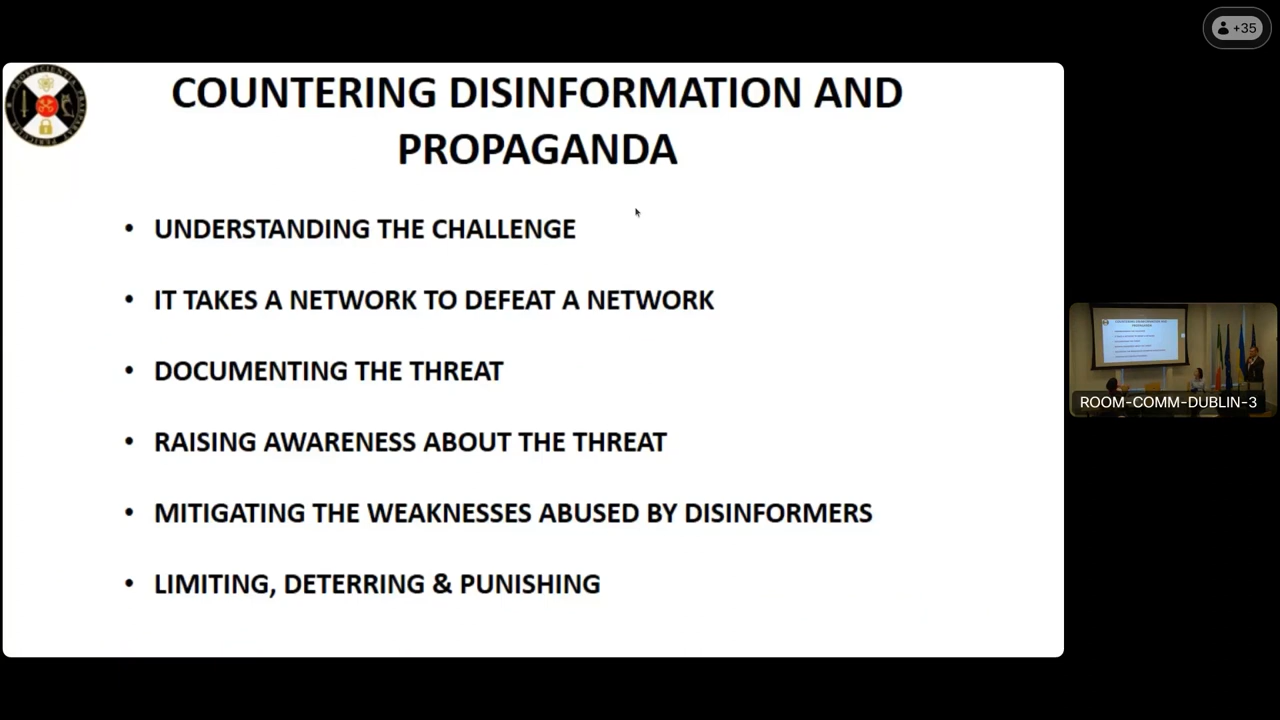 +35
COUNTERING DISINFORMATION AND
PROPAGANDA
• UNDERSTANDING THE CHALLENGE
• IT TAKES A NETWORK TO DEFEAT A NETWORK
• DOCUMENTING THE THREAT
• RAISING AWARENESS ABOUT THE THREAT
• MITIGATING THE WEAKNESSES ABUSED BY DISINFORMERS
• LIMITING, DETERRING & PUNISHING
ROOM-COMM-DUBLIN-3